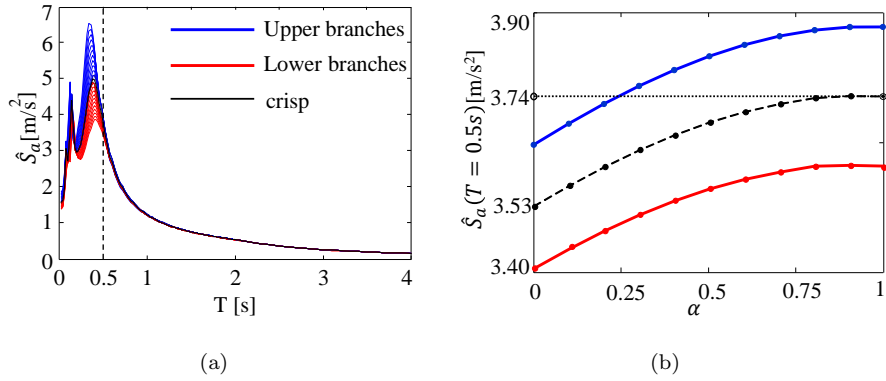 7
6
5
4
3
2
1
0
Ŝₐ[m/s²]
Upper branches
Lower branches
crisp
0
0.5
1
2
3
4
T [s]
(a)
3.90
3.74
3.53
3.40
Ŝₐ(T = 0.5s)[m/s²]
0
0.25
0.5
0.75
1
α
(b)